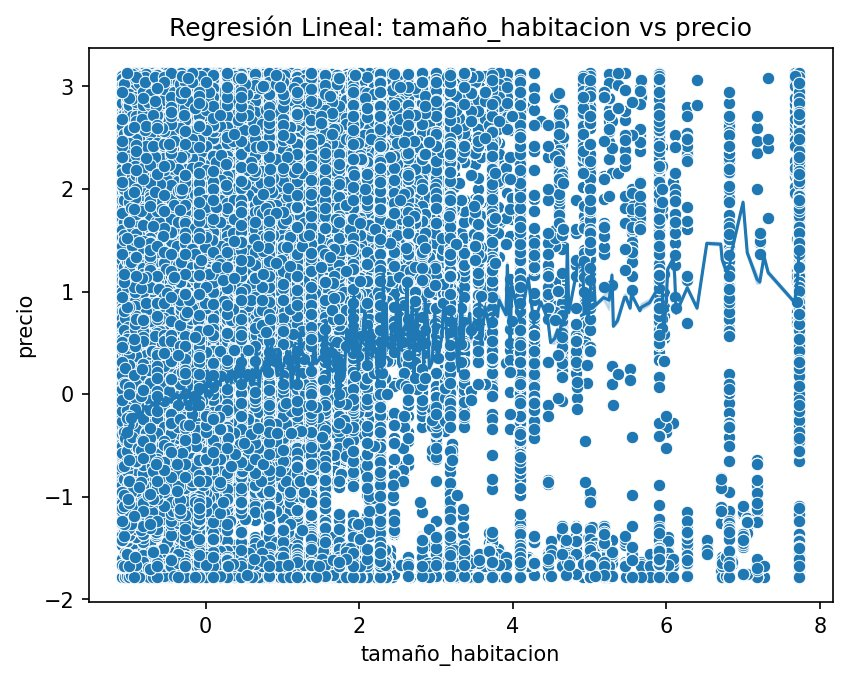 Regresión Lineal: tamaño_habitacion vs precio
3
2
1
0
−1
−2
precio
0 2 4 6 8
tamaño_habitacion